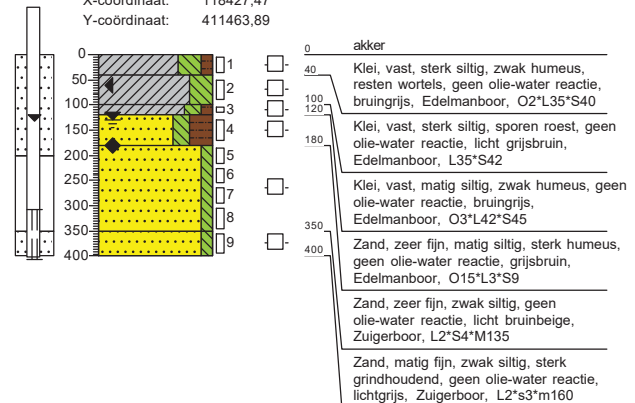 X-coördinaat: 118427,47
Y-coördinaat: 411463,89
0
50
100
150
200
250
300
350
400
1
2
3
4
5
6
7
8
9
0 akker
40
Klei, vast, sterk siltig, zwak humeus,
resten wortels, geen olie-water reactie,
bruingrijs, Edelmanboor, O2*L35*S40
100
Klei, vast, sterk siltig, sporen roest, geen
olie-water reactie, licht grijsbruin,
Edelmanboor, L35*S42
120
Klei, vast, matig siltig, zwak humeus, geen
olie-water reactie, bruingrijs,
Edelmanboor, O3*L42*S45
180
Zand, zeer fijn, matig siltig, sterk humeus,
geen olie-water reactie, grijsbruin,
Edelmanboor, O15*L3*S9
350
Zand, zeer fijn, zwak siltig, geen
olie-water reactie, licht bruinbeige,
Zuigerboor, L2*S4*M135
400
Zand, matig fijn, zwak siltig, sterk
grindhoudend, geen olie-water reactie,
lichtgrijs, Zuigerboor, L2*s3*m160